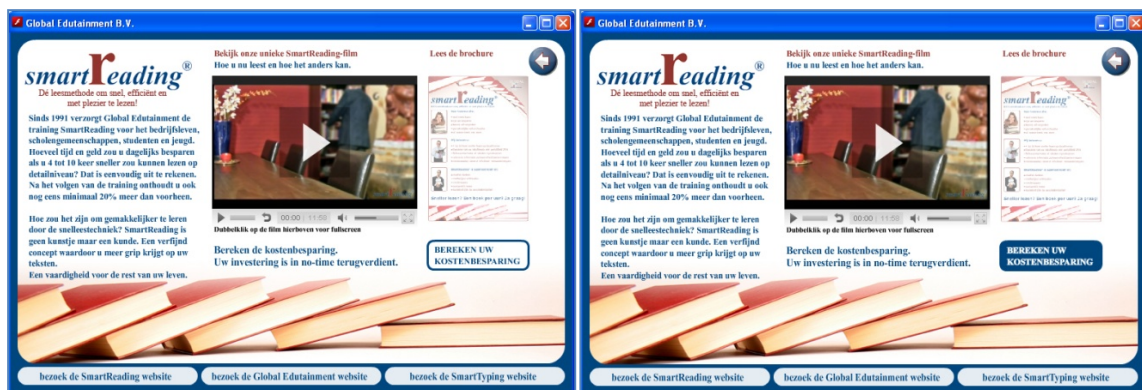 Global Edutainment B.V.
smartReading®
Dé leesmethode om snel, efficiënt en
met plezier te lezen!
Sinds 1991 verzorgt Global Edutainment de
training SmartReading voor het bedrijfsleven,
scholengemeenschappen, studenten en jeugd.
Hoeveel tijd en geld zou u dagelijks besparen
als u 4 tot 10 keer sneller zou kunnen lezen op
detailniveau? Dat is eenvoudig uit te rekenen.
Na het volgen van de training onthoudt u ook
nog eens minimaal 20% meer dan voorheen.
Hoe zou het zijn om gemakkelijker te leren
door de snelleestechniek? SmartReading is
geen kunstje maar een kunde. Een verfijnd
concept waardoor u meer grip krijgt op uw
teksten.
Een vaardigheid voor de rest van uw leven.
Bekijk onze unieke SmartReading-film
Hoe u nu leest en hoe het anders kan.
00:00 | 11:58
Dubbelklik op de film hierboven voor fullscreen
Bereken de kostenbesparing.
Uw investering is in no-time terugverdient.
Lees de brochure
smartReading
BEREKEN UW
KOSTENBESPARING
bezoek de SmartReading website
bezoek de Global Edutainment website
bezoek de SmartTyping website
Global Edutainment B.V.
smartReading®
Dé leesmethode om snel, efficiënt en
met plezier te lezen!
Sinds 1991 verzorgt Global Edutainment de
training SmartReading voor het bedrijfsleven,
scholengemeenschappen, studenten en jeugd.
Hoeveel tijd en geld zou u dagelijks besparen
als u 4 tot 10 keer sneller zou kunnen lezen op
detailniveau? Dat is eenvoudig uit te rekenen.
Na het volgen van de training onthoudt u ook
nog eens minimaal 20% meer dan voorheen.
Hoe zou het zijn om gemakkelijker te leren
door de snelleestechniek? SmartReading is
geen kunstje maar een kunde. Een verfijnd
concept waardoor u meer grip krijgt op uw
teksten.
Een vaardigheid voor de rest van uw leven.
Bekijk onze unieke SmartReading-film
Hoe u nu leest en hoe het anders kan.
00:00 | 11:58
Dubbelklik op de film hierboven voor fullscreen
Bereken de kostenbesparing.
Uw investering is in no-time terugverdient.
Lees de brochure
smartReading
BEREKEN UW
KOSTENBESPARING
bezoek de SmartReading website
bezoek de Global Edutainment website
bezoek de SmartTyping website